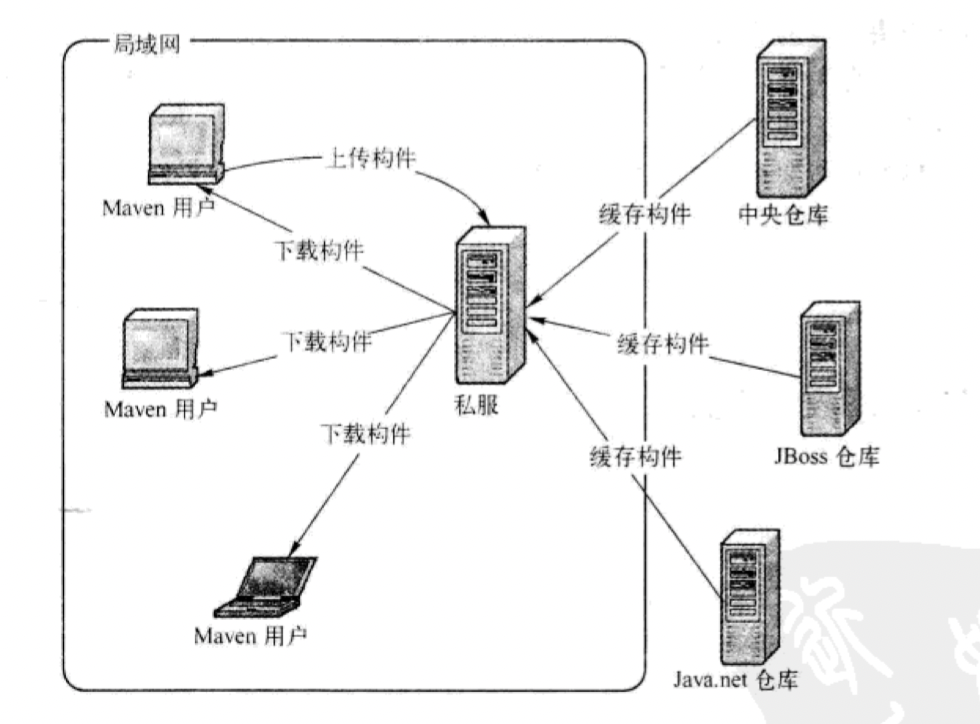 局域网
上传构件
Maven 用户
下载构件
缓存构件
中央仓库
下载构件
Maven 用户
私服
缓存构件
JBoss 仓库
下载构件
缓存构件
Maven 用户
Java.net 仓库